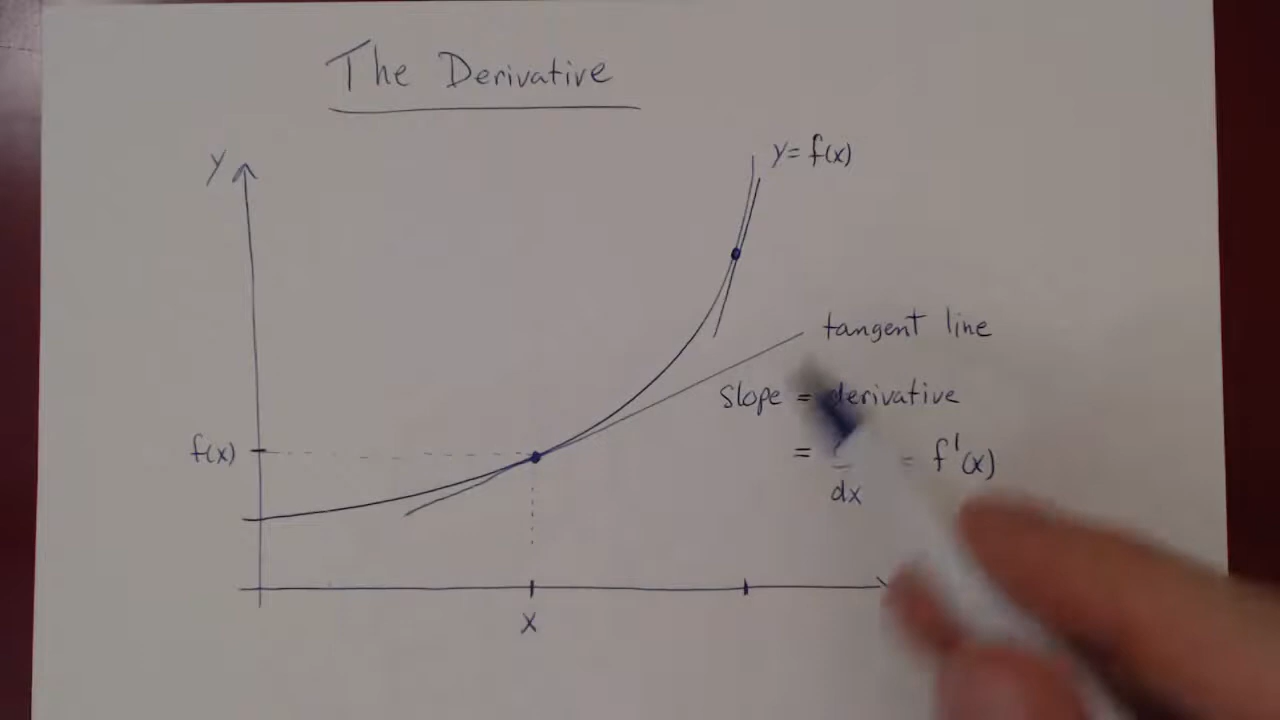 The Derivative
y
y = f(x)
tangent line
slope = derivative
f(x)
= = f'(x)
dx
x